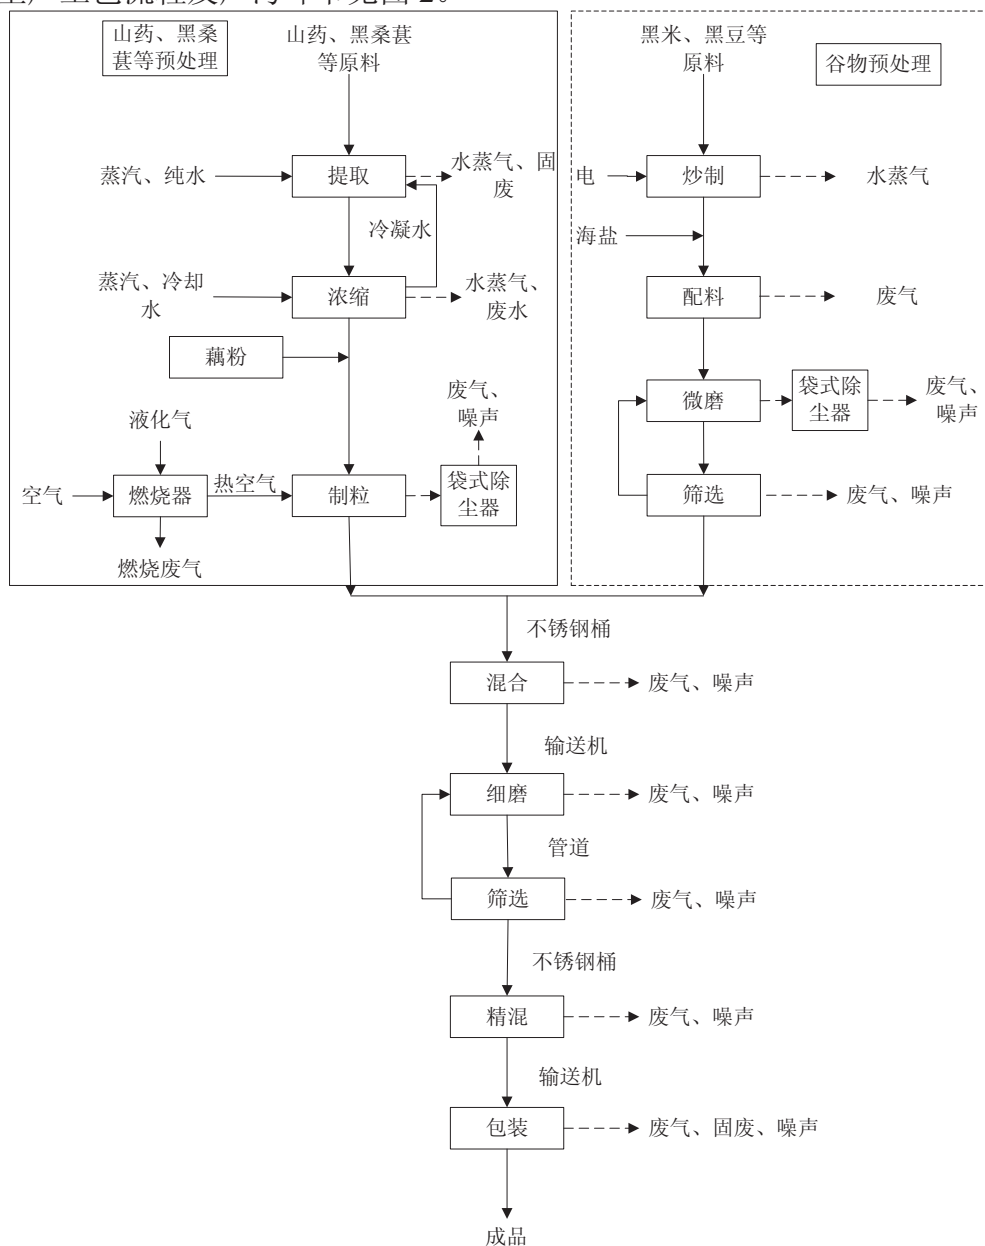 山药、黑桑
葚等预处理
山药、黑桑葚
等原料
蒸汽、纯水
提取
水蒸气、固
废
冷凝水
蒸汽、冷却
水
浓缩
水蒸气、
废水
藕粉
废气、
噪声
液化气
空气
燃烧器
热空气
制粒
袋式除
尘器
燃烧废气
黑米、黑豆等
原料
谷物预处理
电
炒制
水蒸气
海盐
配料
废气
微磨
袋式除
尘器
废气、
噪声
筛选
废气、噪声
不锈钢桶
混合
废气、噪声
输送机
细磨
废气、噪声
管道
筛选
废气、噪声
不锈钢桶
精混
废气、噪声
输送机
包装
废气、固废、噪声
成品